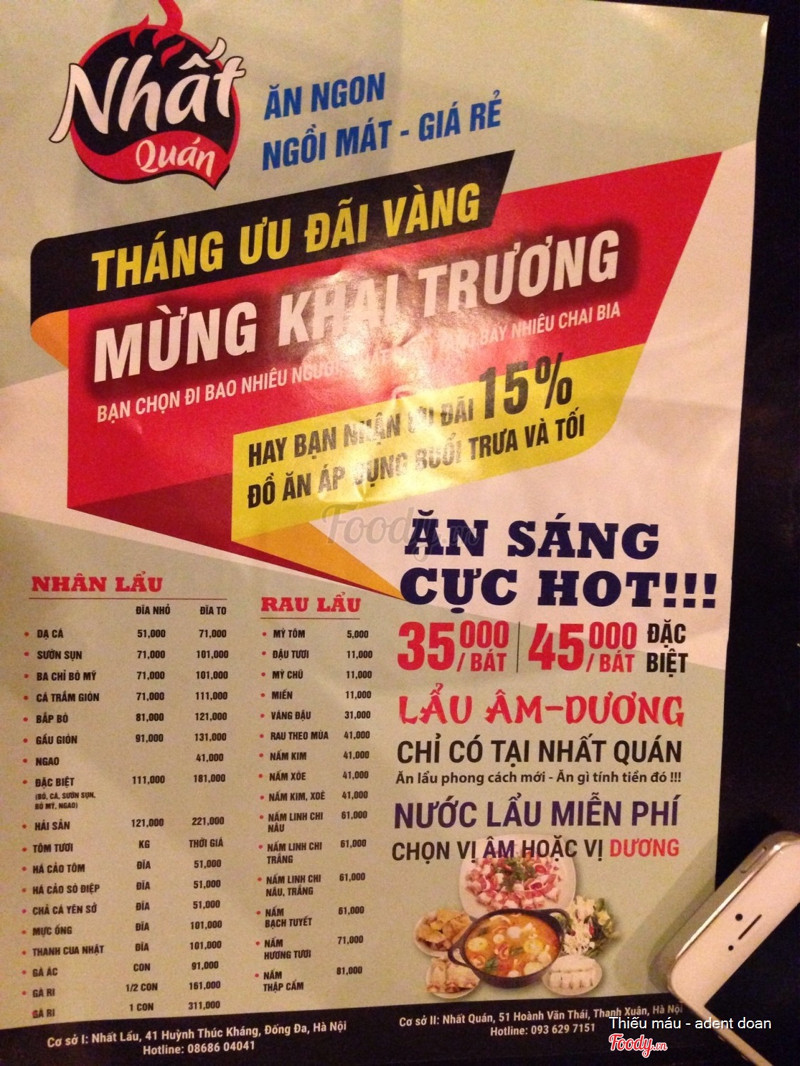 Nhất
Quán
ĂN NGON
NGỒI MÁT - GIÁ RẺ
THÁNG ƯU ĐÃI VÀNG
MỪNG KHAI TRƯƠNG
BẠN CHỌN ĐI BAO NHIÊU NGƯỜI BẤY NHIÊU CHAI BIA
HAY BẠN NHẬN ƯU ĐÃI 15%
ĐỒ ĂN ÁP DỤNG BUỔI TRƯA VÀ TỐI
Foody.vn
ĂN SÁNG
CỰC HOT!!!
35000/BÁT | 45000/BÁT ĐẶC BIỆT
LẨU ÂM-DƯƠNG
CHỈ CÓ TẠI NHẤT QUÁN
Ăn lẩu phong cách mới - Ăn gì tính tiền đó !!!
NƯỚC LẨU MIỄN PHÍ
CHỌN VỊ ÂM HOẶC VỊ DƯƠNG
NHÂN LẨU
ĐĨA NHỎ ĐĨA TO
• DẠ CÁ 51,000 71,000
• SƯỜN SỤN 71,000 101,000
• BA CHỈ BÒ MỸ 71,000 101,000
• CÁ TRẦM GIÒN 71,000 111,000
• BẮP BÒ 81,000 121,000
• GẦU GIÒN 91,000 131,000
• NGAO 41,000
• ĐẶC BIỆT 111,000 181,000
(BÒ, CÁ, SƯỜN SỤN,
BÒ MỸ, NGAO)
• HẢI SẢN 121,000 221,000
• TÔM TƯƠI KG THỜI GIÁ
• HÁ CẢO TÔM ĐĨA 51,000
• HÁ CẢO SÒ ĐIỆP ĐĨA 51,000
• CHẢ CÁ YÊN SỞ ĐĨA 51,000
• MỰC ỐNG ĐĨA 101,000
• THANH CUA NHẬT ĐĨA 101,000
• GÀ ÁC CON 91,000
• GÀ RI 1/2 CON 161,000
GÀ RI 1 CON 311,000
RAU LẨU
• MỲ TÔM 5,000
• ĐẬU TƯƠI 11,000
• MỲ CHŨ 11,000
• MIẾN 11,000
• VÁNG ĐẬU 31,000
• RAU THEO MÙA 41,000
• NẤM KIM 41,000
• NẤM XÒE 41,000
• NẤM KIM, XOÈ 41,000
• NẤM LINH CHI 61,000
NÂU
• NẤM LINH CHI 61,000
TRẮNG
• NẤM LINH CHI 61,000
NÂU, TRẮNG
• NẤM 61,000
BẠCH TUYẾT
• NẤM 71,000
HƯƠNG TƯƠI
• NẤM 81,000
THẬP CẨM
Cơ sở I: Nhất Lẩu, 41 Huỳnh Thúc Kháng, Đống Đa, Hà Nội
Hotline: 08686 04041
Cơ sở II: Nhất Quán, 51 Hoành Văn Thái, Thanh Xuân, Hà Nội
Hotline: 093 629 7151
Thiếu máu - adent doan
Foody.vn